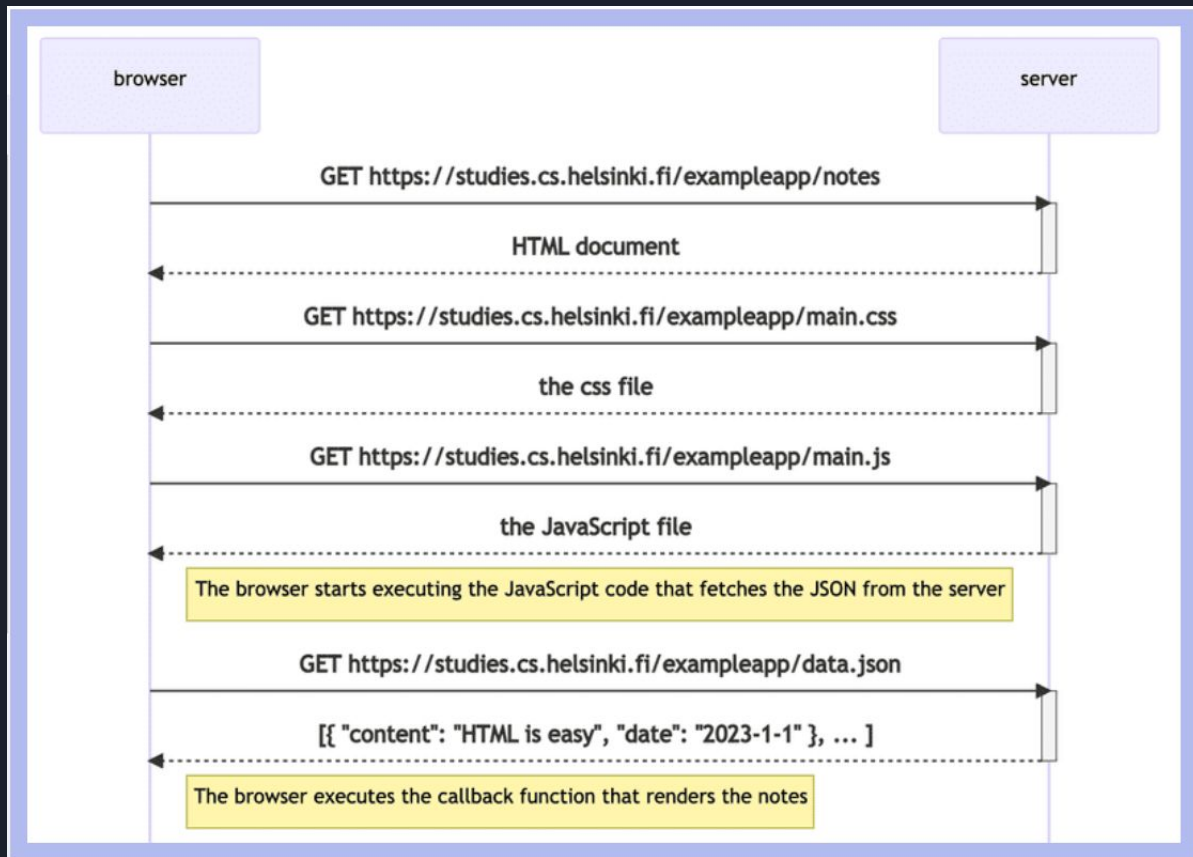 browser
server
GET https://studies.cs.helsinki.fi/exampleapp/notes
HTML document
GET https://studies.cs.helsinki.fi/exampleapp/main.css
the css file
GET https://studies.cs.helsinki.fi/exampleapp/main.js
the JavaScript file
The browser starts executing the JavaScript code that fetches the JSON from the server
GET https://studies.cs.helsinki.fi/exampleapp/data.json
[{ "content": "HTML is easy", "date": "2023-1-1" }, ... ]
The browser executes the callback function that renders the notes